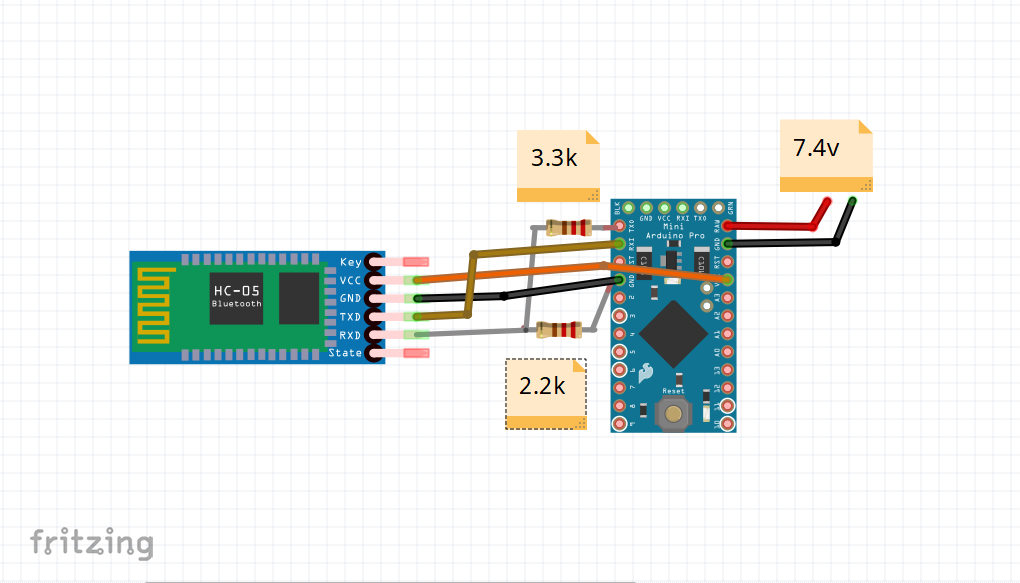 3.3k
7.4v
BLK
GND VCC RXI TXO
GRN
Mini
Arduino Pro
TXO
RAW
RXI
GND
RST
GND
2
A3
3
A2
4
A1
5
A0
6
13
7
12
8
11
9
10
Reset
Key
VCC
GND
TXD
RXD
State
HC-05
Bluetooth
2.2k
fritzing